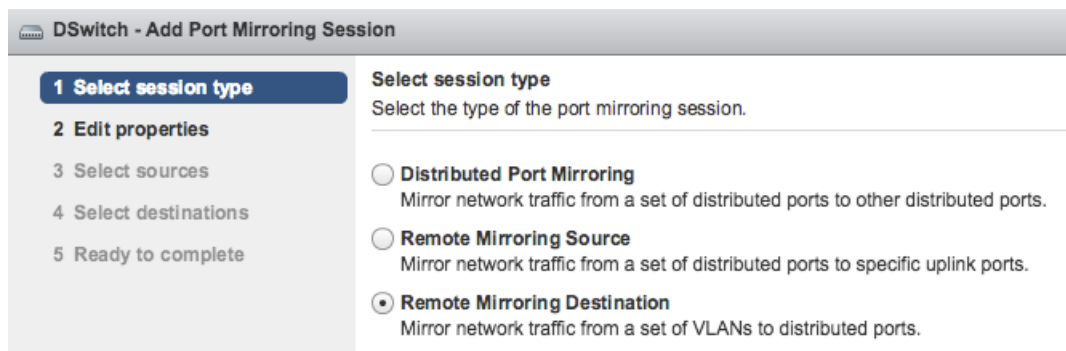 DSwitch - Add Port Mirroring Session
1 Select session type
2 Edit properties
3 Select sources
4 Select destinations
5 Ready to complete
Select session type
Select the type of the port mirroring session.
Distributed Port Mirroring
Mirror network traffic from a set of distributed ports to other distributed ports.
Remote Mirroring Source
Mirror network traffic from a set of distributed ports to specific uplink ports.
Remote Mirroring Destination
Mirror network traffic from a set of VLANs to distributed ports.